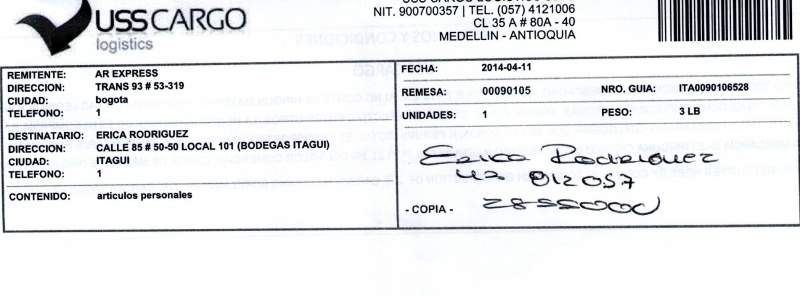 USS CARGO
logistics
NIT. 900700357 | TEL. (057) 4121006
CL 35 A # 80A - 40
MEDELLIN - ANTIOQUIA
REMITENTE: AR EXPRESS
DIRECCION: TRANS 93 # 53-319
CIUDAD: bogota
TELEFONO: 1
FECHA: 2014-04-11
REMESA: 00090105 NRO. GUIA: ITA0090106528
UNIDADES: 1 PESO: 3 LB
DESTINATARIO: ERICA RODRIGUEZ
DIRECCION: CALLE 85 # 50-50 LOCAL 101 (BODEGAS ITAGUI)
CIUDAD: ITAGUI
TELEFONO: 1
CONTENIDO: articulos personales
Erica Rodriguez
42 012057
- COPIA - 2855000